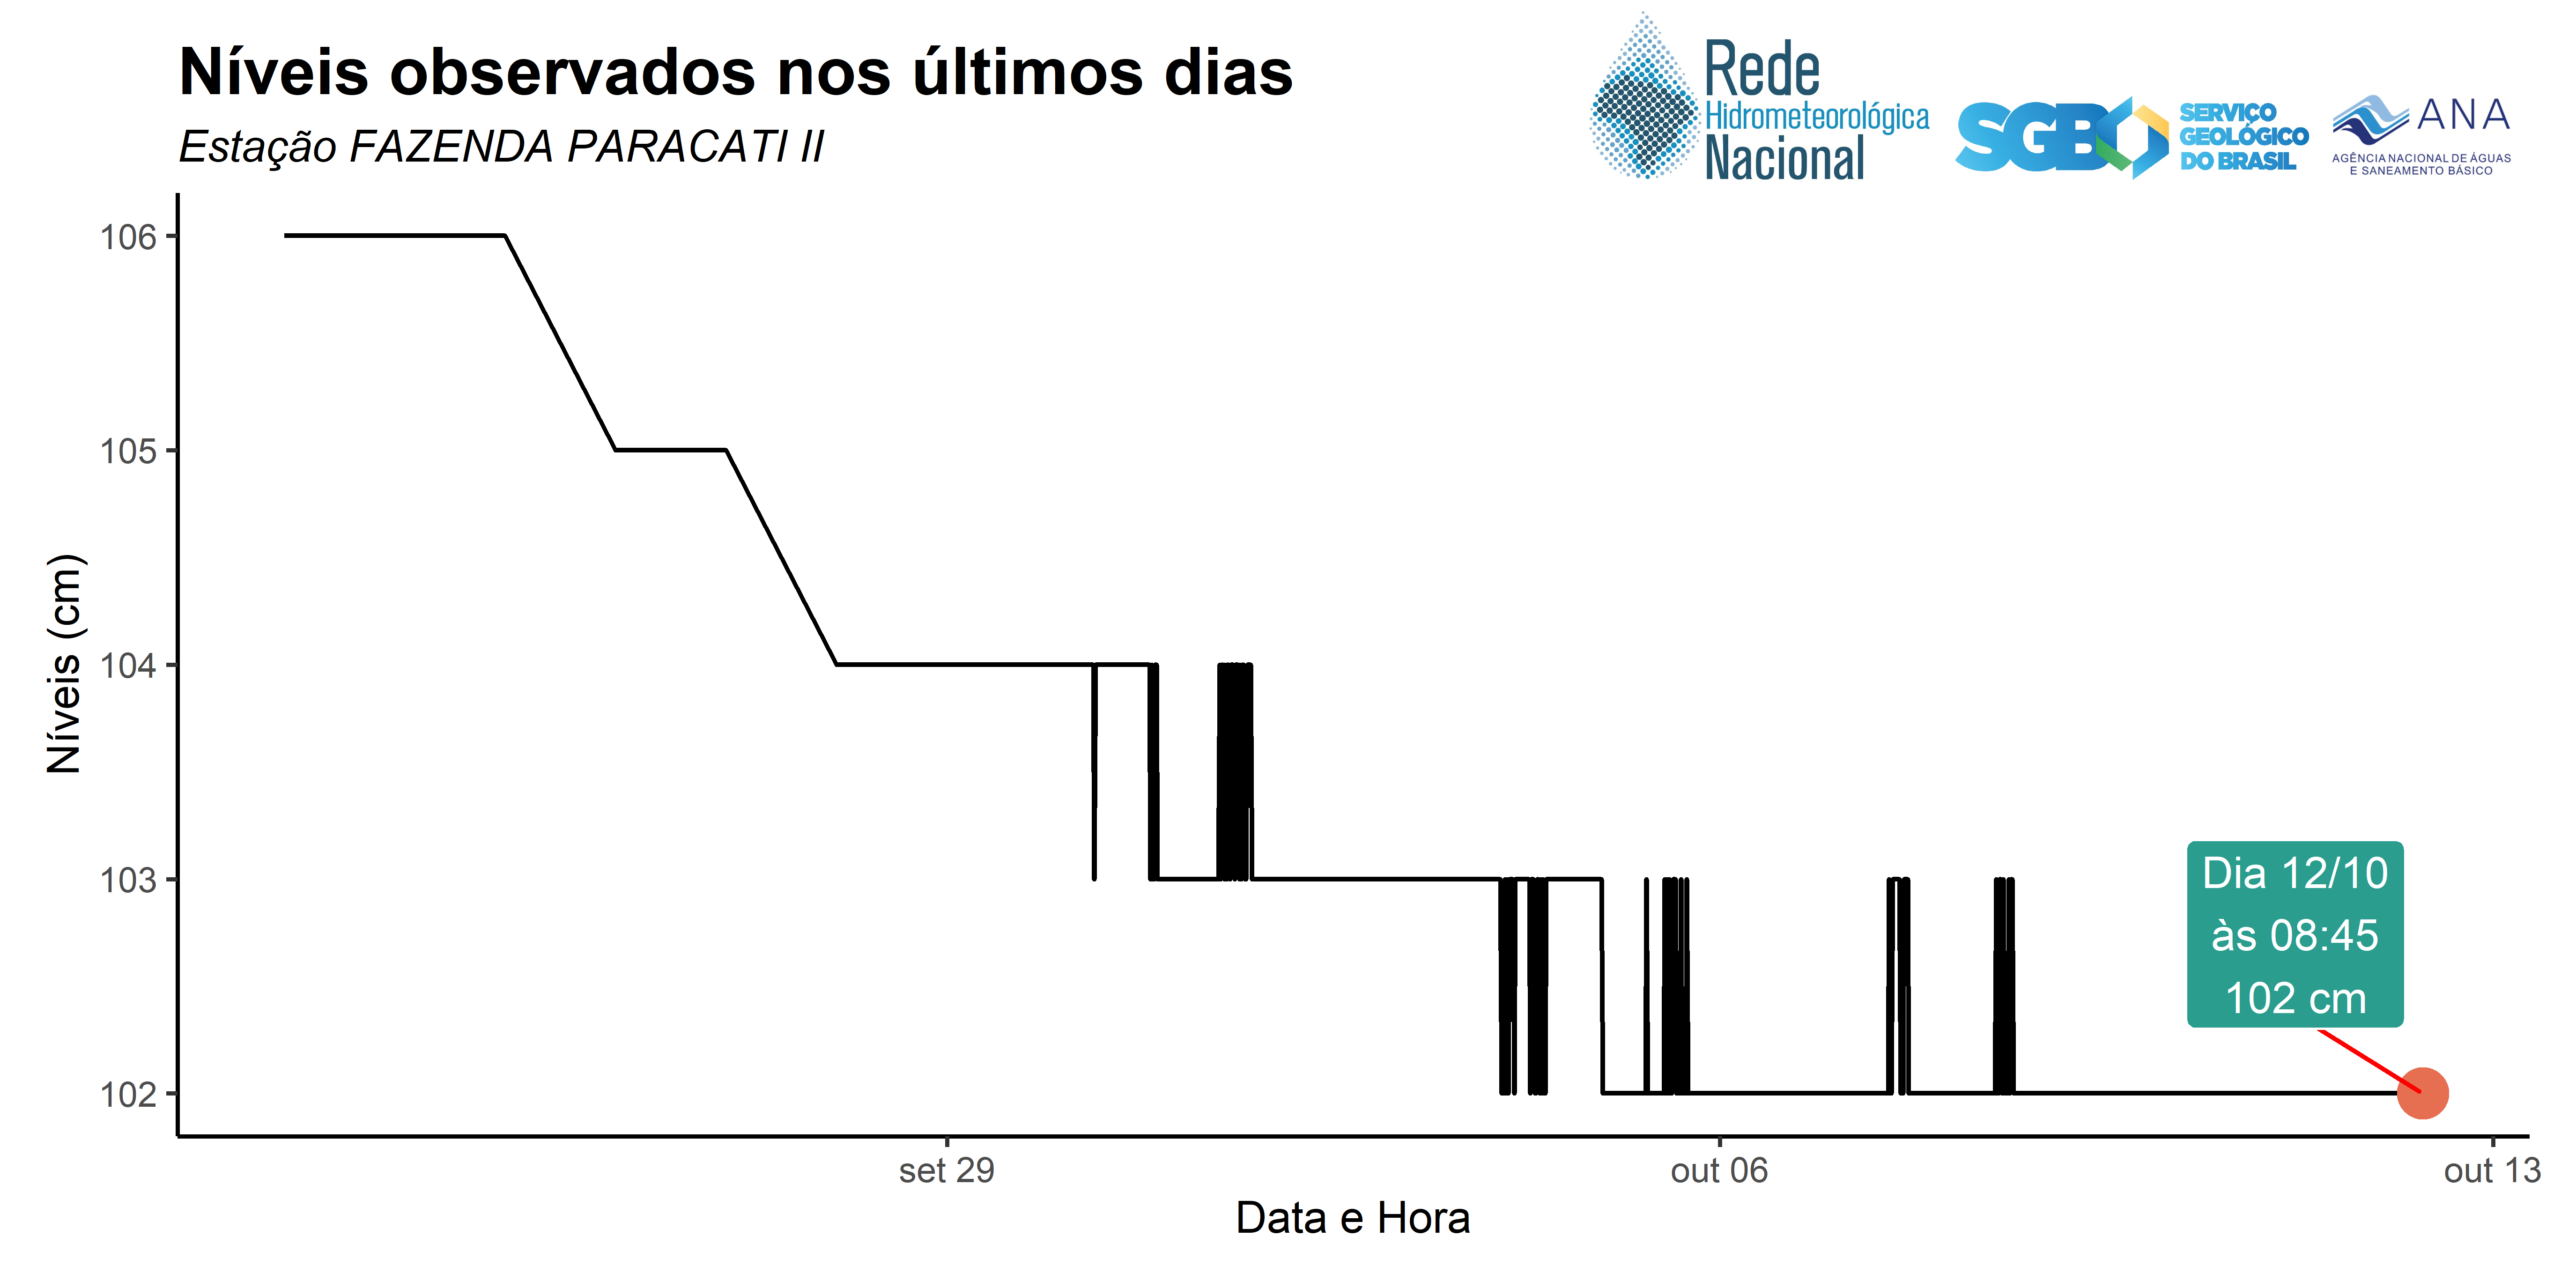 Níveis observados nos últimos dias
Estação FAZENDA PARACATI II
Rede
Hidrometeorológica
Nacional
SGB
SERVIÇO
GEOLÓGICO
DO BRASIL
ANA
AGÊNCIA NACIONAL DE ÁGUAS
E SANEAMENTO BÁSICO
Níveis (cm)
106
105
104
103
102
Dia 12/10
às 08:45
102 cm
set 29
out 06
out 13
Data e Hora